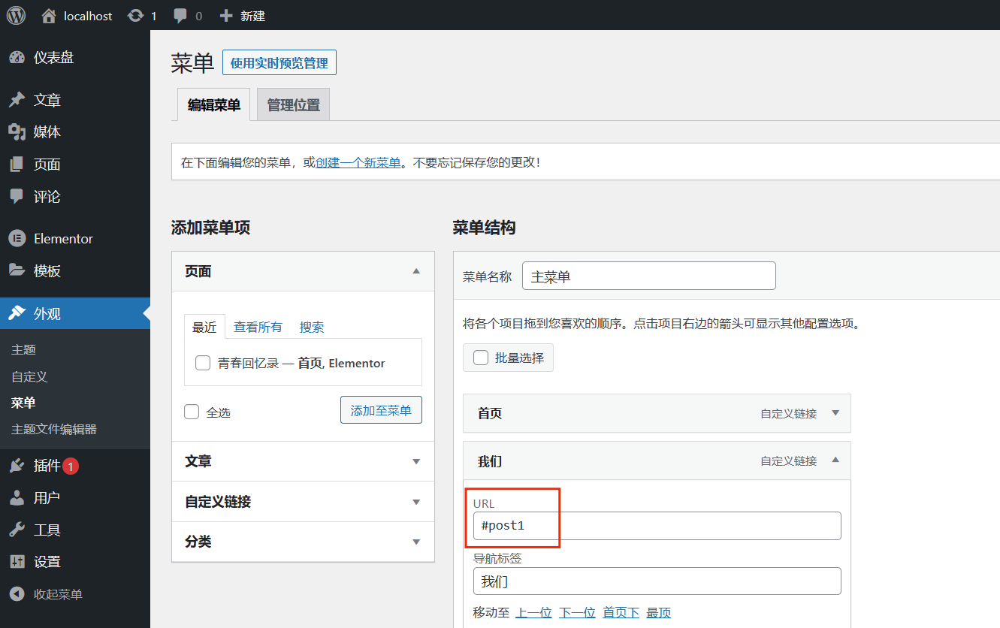 localhost 1 0 新建
仪表盘
文章
媒体
页面
评论
Elementor
模板
外观
主题
自定义
菜单
主题文件编辑器
插件 1
用户
工具
设置
收起菜单
菜单 使用实时预览管理
编辑菜单 管理位置
在下面编辑您的菜单，或创建一个新菜单。不要忘记保存您的更改！
添加菜单项
页面
最近 查看所有 搜索
青春回忆录 — 首页, Elementor
全选 添加至菜单
文章
自定义链接
分类
菜单结构
菜单名称 主菜单
将各个项目拖到您喜欢的顺序。点击项目右边的箭头可显示其他配置选项。
批量选择
首页 自定义链接
我们 自定义链接
URL
#post1
导航标签
我们
移动至 上一位 下一位 首页下 最顶